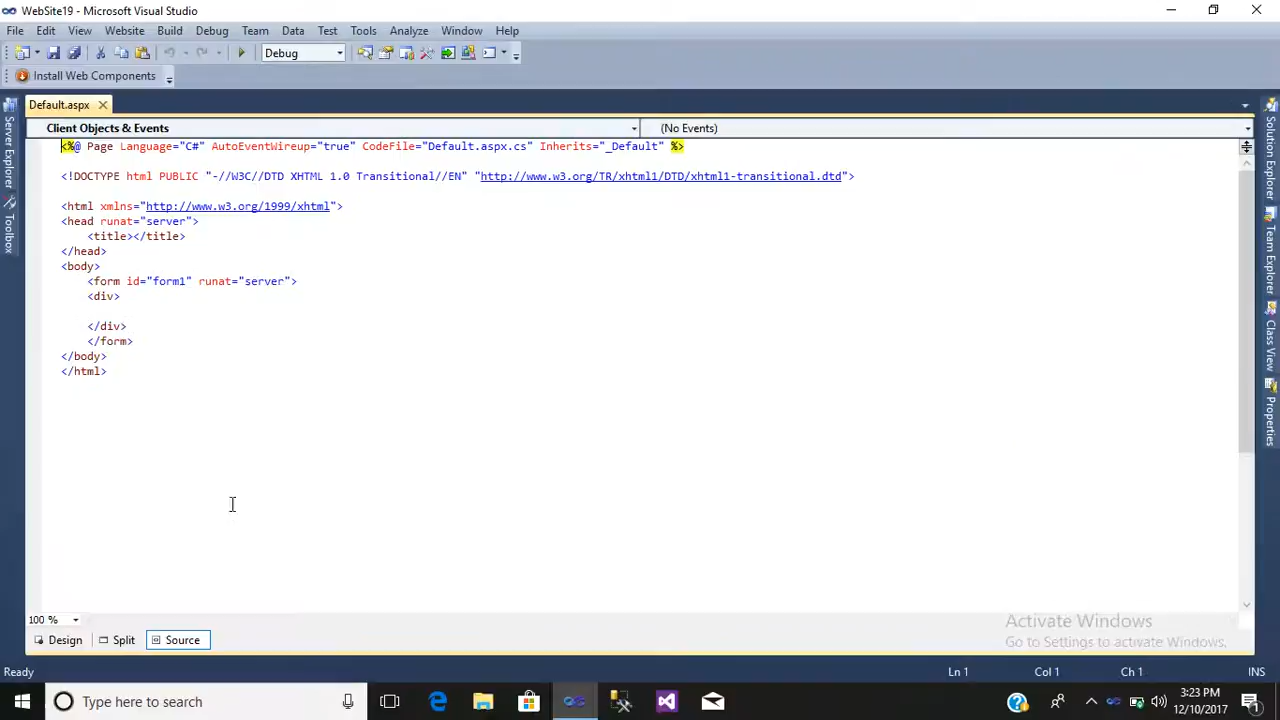 WebSite19 - Microsoft Visual Studio
File Edit View Website Build Debug Team Data Test Tools Analyze Window Help
Debug
Install Web Components
Default.aspx
Client Objects & Events (No Events)
<%@ Page Language="C#" AutoEventWireup="true" CodeFile="Default.aspx.cs" Inherits="_Default" %>
<!DOCTYPE html PUBLIC "-//W3C//DTD XHTML 1.0 Transitional//EN" "http://www.w3.org/TR/xhtml1/DTD/xhtml1-transitional.dtd">
<html xmlns="http://www.w3.org/1999/xhtml">
<head runat="server">
<title></title>
</head>
<body>
<form id="form1" runat="server">
<div>
</div>
</form>
</body>
</html>
Server Explorer
Toolbox
Solution Explorer
Team Explorer
Class View
Properties
100 %
Design Split Source
Activate Windows
Go to Settings to activate Windows.
Ready Ln 1 Col 1 Ch 1 INS
Type here to search
3:23 PM
12/10/2017
1